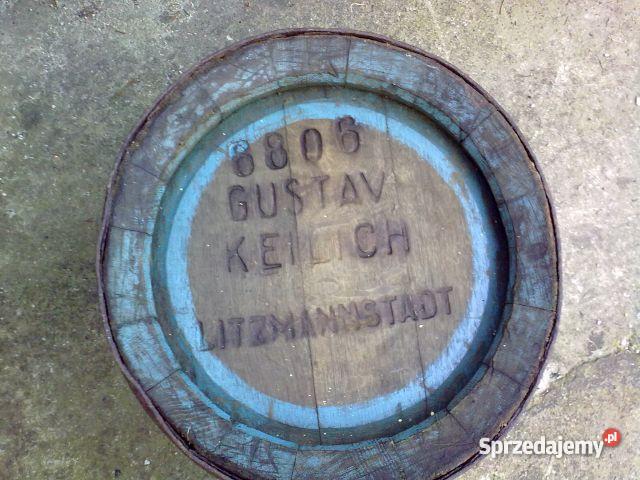 6806
GUSTAV
KEILICH
LITZMANNSTADT
Sprzedajemy.pl